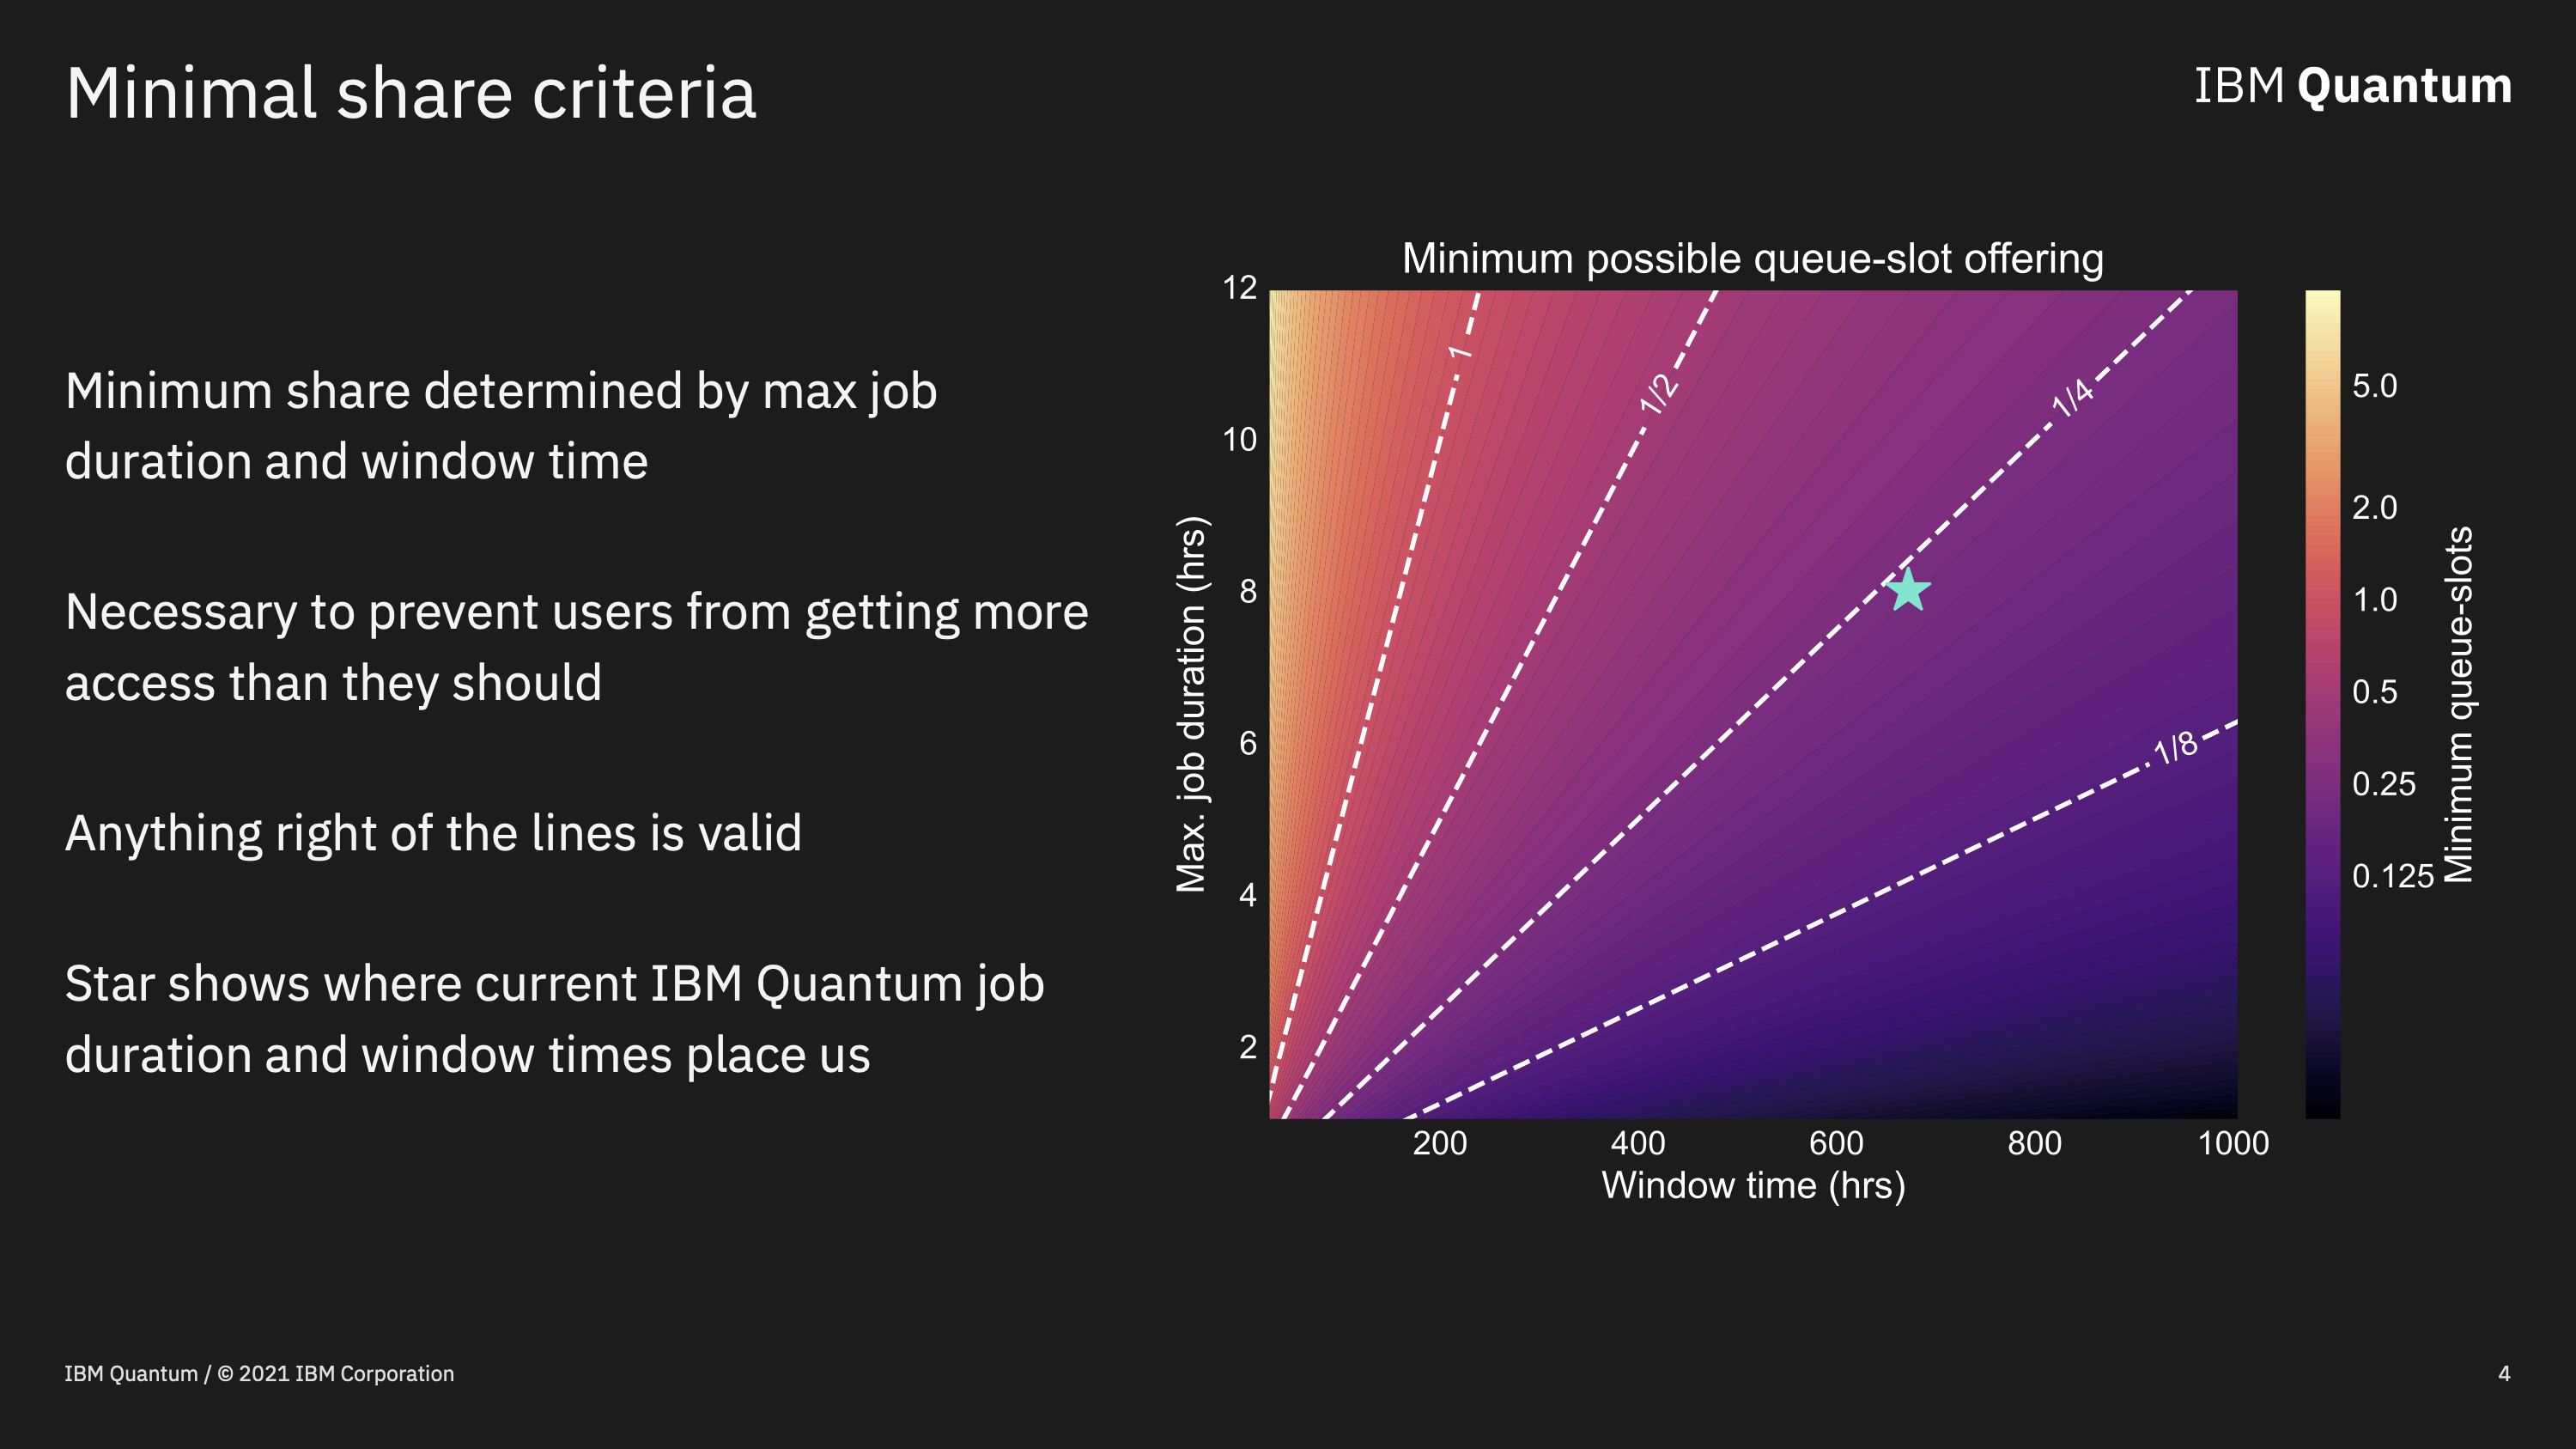 Minimal share criteria
IBM Quantum
Minimum share determined by max job
duration and window time
Necessary to prevent users from getting more
access than they should
Anything right of the lines is valid
Star shows where current IBM Quantum job
duration and window times place us
Minimum possible queue-slot offering
Max. job duration (hrs)
12
10
8
6
4
2
1
1/2
1/4
1/8
200 400 600 800 1000
Window time (hrs)
5.0
2.0
1.0
0.5
0.25
0.125
Minimum queue-slots
IBM Quantum / © 2021 IBM Corporation
4